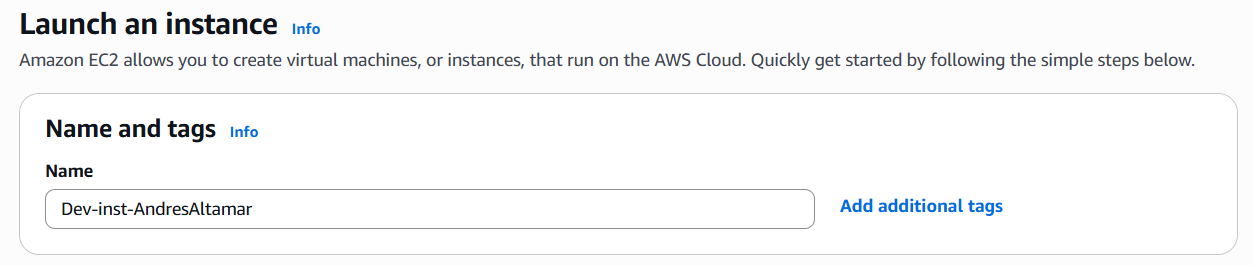 Launch an instance Info
Amazon EC2 allows you to create virtual machines, or instances, that run on the AWS Cloud. Quickly get started by following the simple steps below.
Name and tags Info
Name
Dev-inst-AndresAltamar
Add additional tags